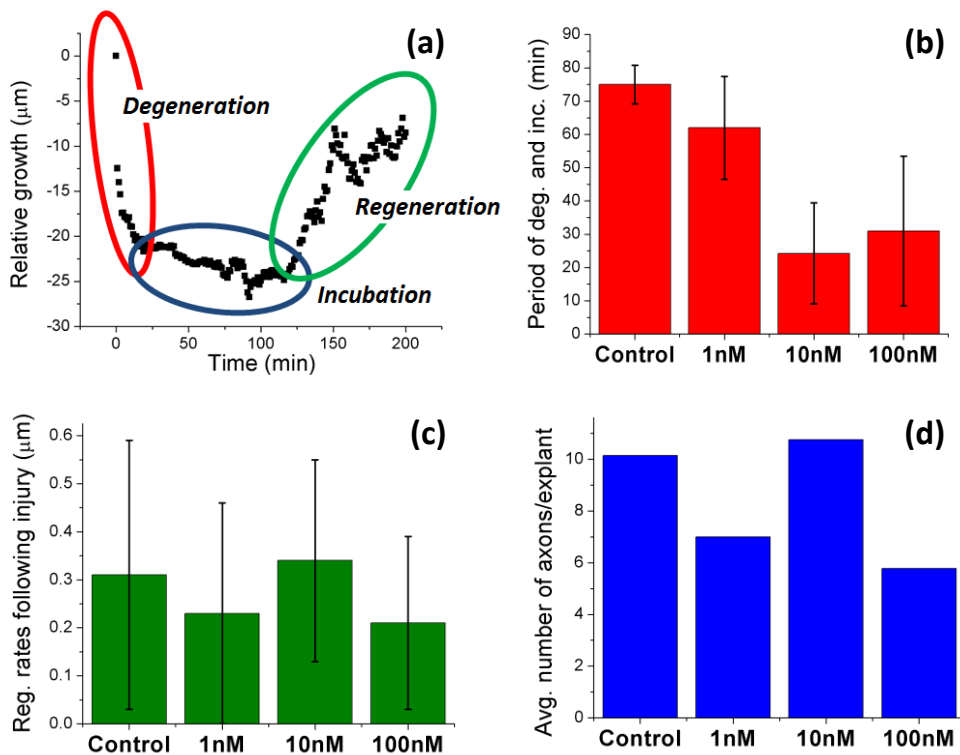 (a)
0
-5
-10
-15
-20
-25
-30
Relative growth (μm)
Degeneration
Regeneration
Incubation
0 50 100 150 200
Time (min)
(b)
90
80
70
60
50
40
30
20
10
0
Period of deg. and inc. (min)
Control 1nM 10nM 100nM
(c)
0.6
0.5
0.4
0.3
0.2
0.1
0.0
Reg. rates following injury (μm)
Control 1nM 10nM 100nM
(d)
10
8
6
4
2
0
Avg. number of axons/explant
Control 1nM 10nM 100nM